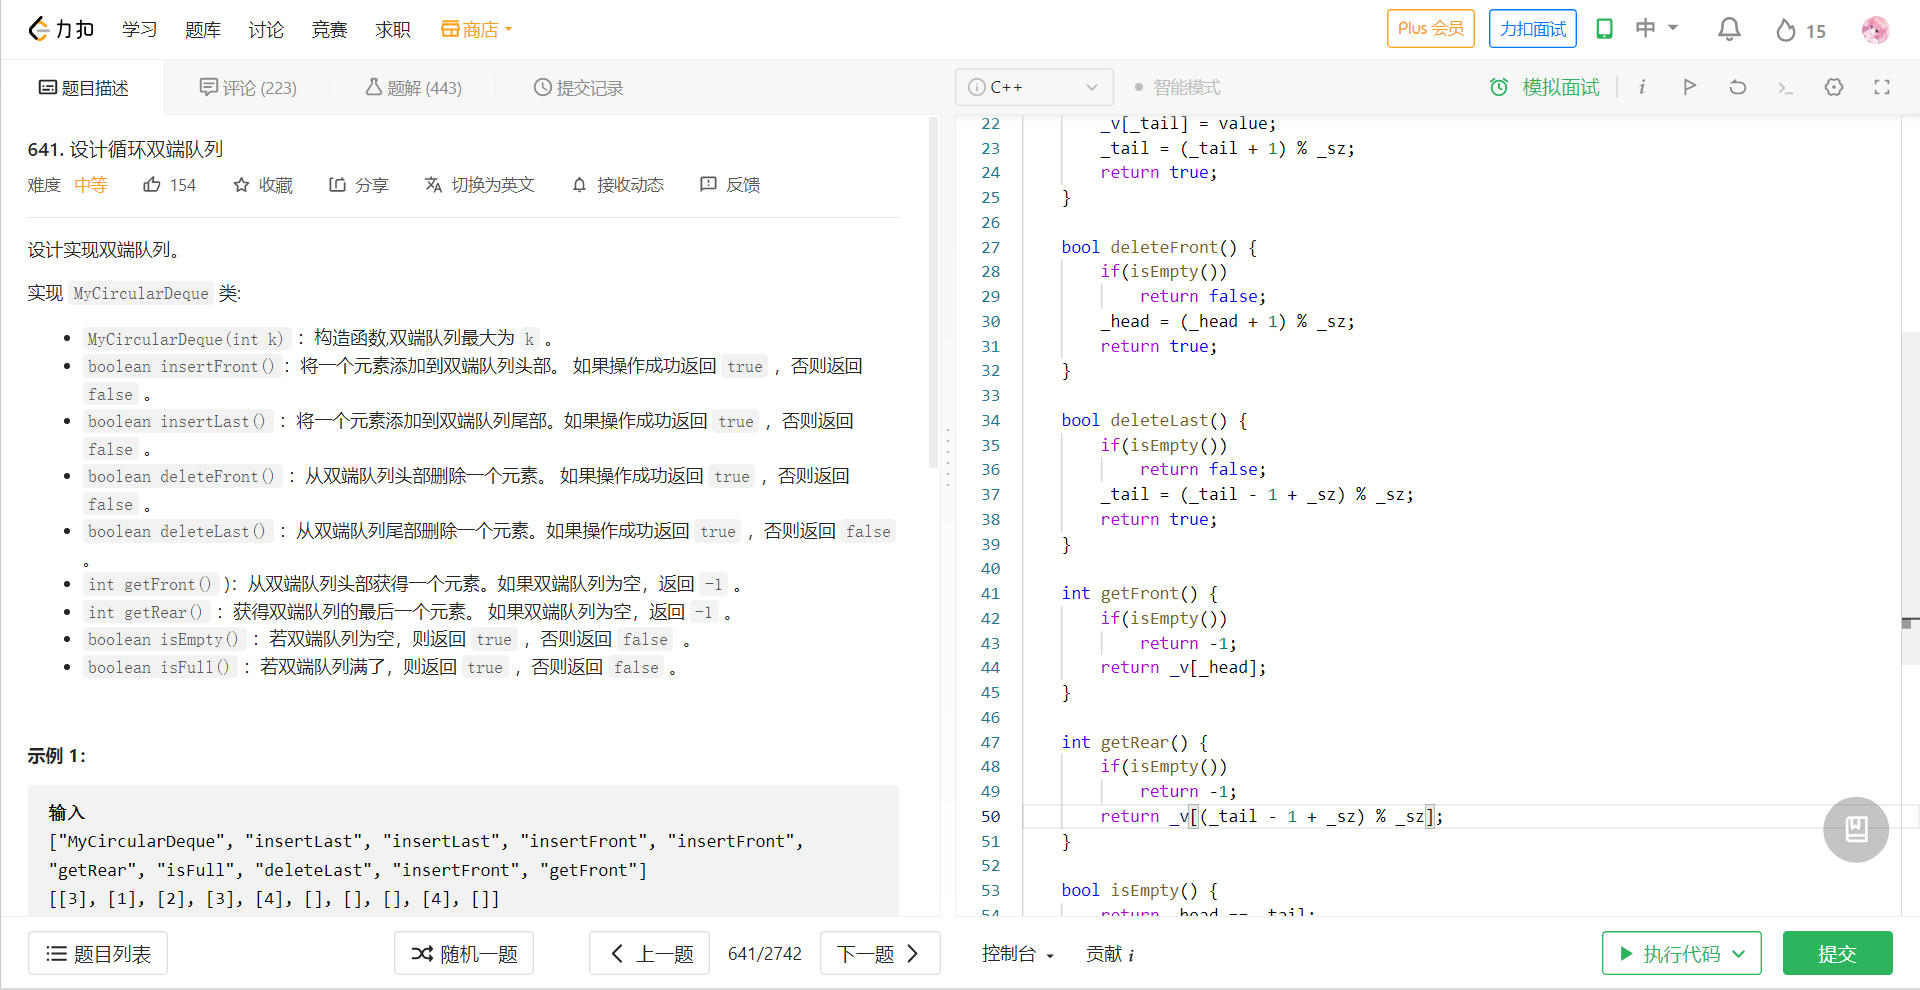 力扣 学习 题库 讨论 竞赛 求职 商店 Plus 会员 力扣面试 中 15
题目描述 评论 (223) 题解 (443) 提交记录
641. 设计循环双端队列
难度 中等 154 收藏 分享 切换为英文 接收动态 反馈
设计实现双端队列。
实现 MyCircularDeque 类:
MyCircularDeque(int k) ：构造函数,双端队列最大为 k 。
boolean insertFront()：将一个元素添加到双端队列头部。 如果操作成功返回 true ，否则返回
false 。
boolean insertLast() ：将一个元素添加到双端队列尾部。如果操作成功返回 true ，否则返回
false 。
boolean deleteFront() ：从双端队列头部删除一个元素。 如果操作成功返回 true ，否则返回
false 。
boolean deleteLast() ：从双端队列尾部删除一个元素。如果操作成功返回 true ，否则返回 false
。
int getFront() )：从双端队列头部获得一个元素。如果双端队列为空，返回 -1 。
int getRear() ：获得双端队列的最后一个元素。 如果双端队列为空，返回 -1 。
boolean isEmpty() ：若双端队列为空，则返回 true ，否则返回 false 。
boolean isFull() ：若双端队列满了，则返回 true ，否则返回 false 。
示例 1：
输入
["MyCircularDeque", "insertLast", "insertLast", "insertFront", "insertFront",
"getRear", "isFull", "deleteLast", "insertFront", "getFront"]
[[3], [1], [2], [3], [4], [], [], [], [4], []]
题目列表 随机一题 上一题 641/2742 下一题
C++ 智能模式 模拟面试
22 _v[_tail] = value;
23 _tail = (_tail + 1) % _sz;
24 return true;
25 }
26
27 bool deleteFront() {
28 if(isEmpty())
29 return false;
30 _head = (_head + 1) % _sz;
31 return true;
32 }
33
34 bool deleteLast() {
35 if(isEmpty())
36 return false;
37 _tail = (_tail - 1 + _sz) % _sz;
38 return true;
39 }
40
41 int getFront() {
42 if(isEmpty())
43 return -1;
44 return _v[_head];
45 }
46
47 int getRear() {
48 if(isEmpty())
49 return -1;
50 return _v[(_tail - 1 + _sz) % _sz];
51 }
52
53 bool isEmpty() {
54 return _head == _tail;
控制台 贡献 i 执行代码 提交